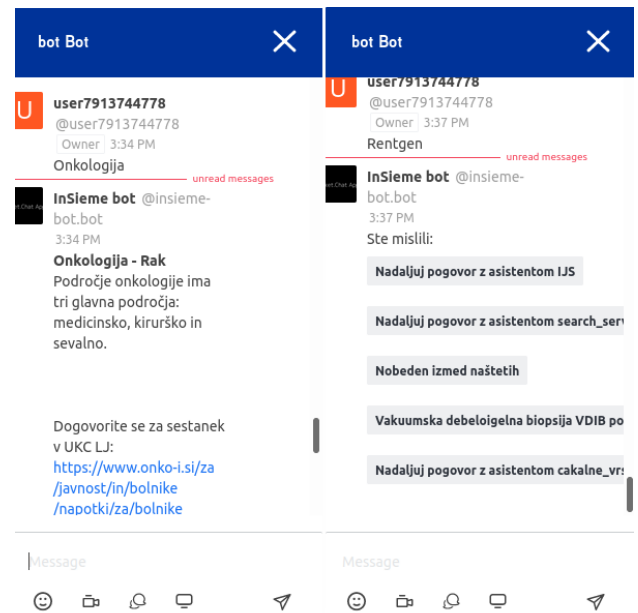 bot Bot
U
user7913744778
@user7913744778
Owner 3:34 PM
Onkologija
unread messages
InSieme bot @insieme-
bot.bot
3:34 PM
Onkologija - Rak
Področje onkologije ima
tri glavna področja:
medicinsko, kirurško in
sevalno.
Dogovorite se za sestanek
v UKC LJ:
https://www.onko-i.si/za
/javnost/in/bolnike
/napotki/za/bolnike
Message
bot Bot
U
user7913744778
@user7913744778
Owner 3:37 PM
Rentgen
unread messages
InSieme bot @insieme-
bot.bot
3:37 PM
Ste mislili:
Nadaljuj pogovor z asistentom IJS
Nadaljuj pogovor z asistentom search_serv
Nobeden izmed naštetih
Vakuumska debeloigelna biopsija VDIB po
Nadaljuj pogovor z asistentom cakalne_vrs
Message